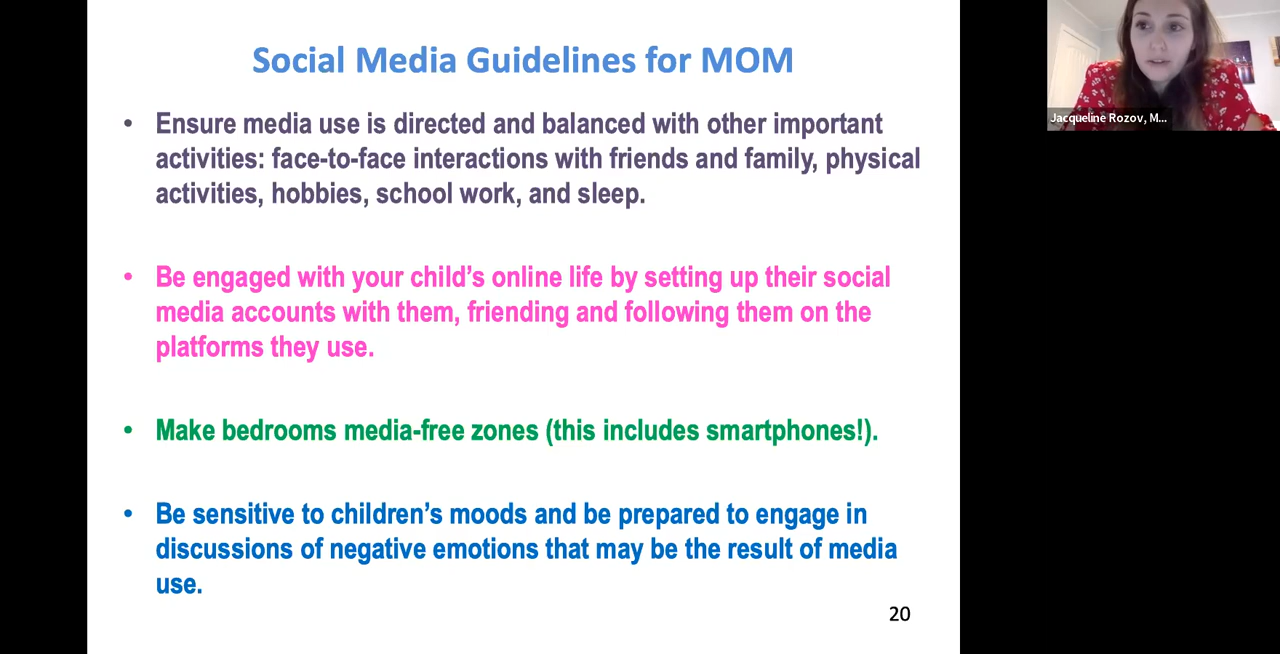 Social Media Guidelines for MOM
• Ensure media use is directed and balanced with other important
activities: face-to-face interactions with friends and family, physical
activities, hobbies, school work, and sleep.
• Be engaged with your child’s online life by setting up their social
media accounts with them, friending and following them on the
platforms they use.
• Make bedrooms media-free zones (this includes smartphones!).
• Be sensitive to children’s moods and be prepared to engage in
discussions of negative emotions that may be the result of media
use.
20
Jacqueline Rozov, M...